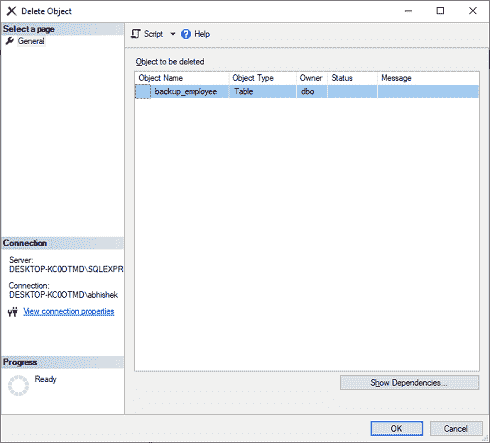 Delete Object
Select a page
General
Script Help
Object to be deleted
Object Name Object Type Owner Status Message
backup_employee Table dbo
Connection
Server:
DESKTOP-KC0OTMD\SQLEXPR
Connection:
DESKTOP-KC0OTMD\abhishek
View connection properties
Progress
Ready
Show Dependencies...
OK Cancel